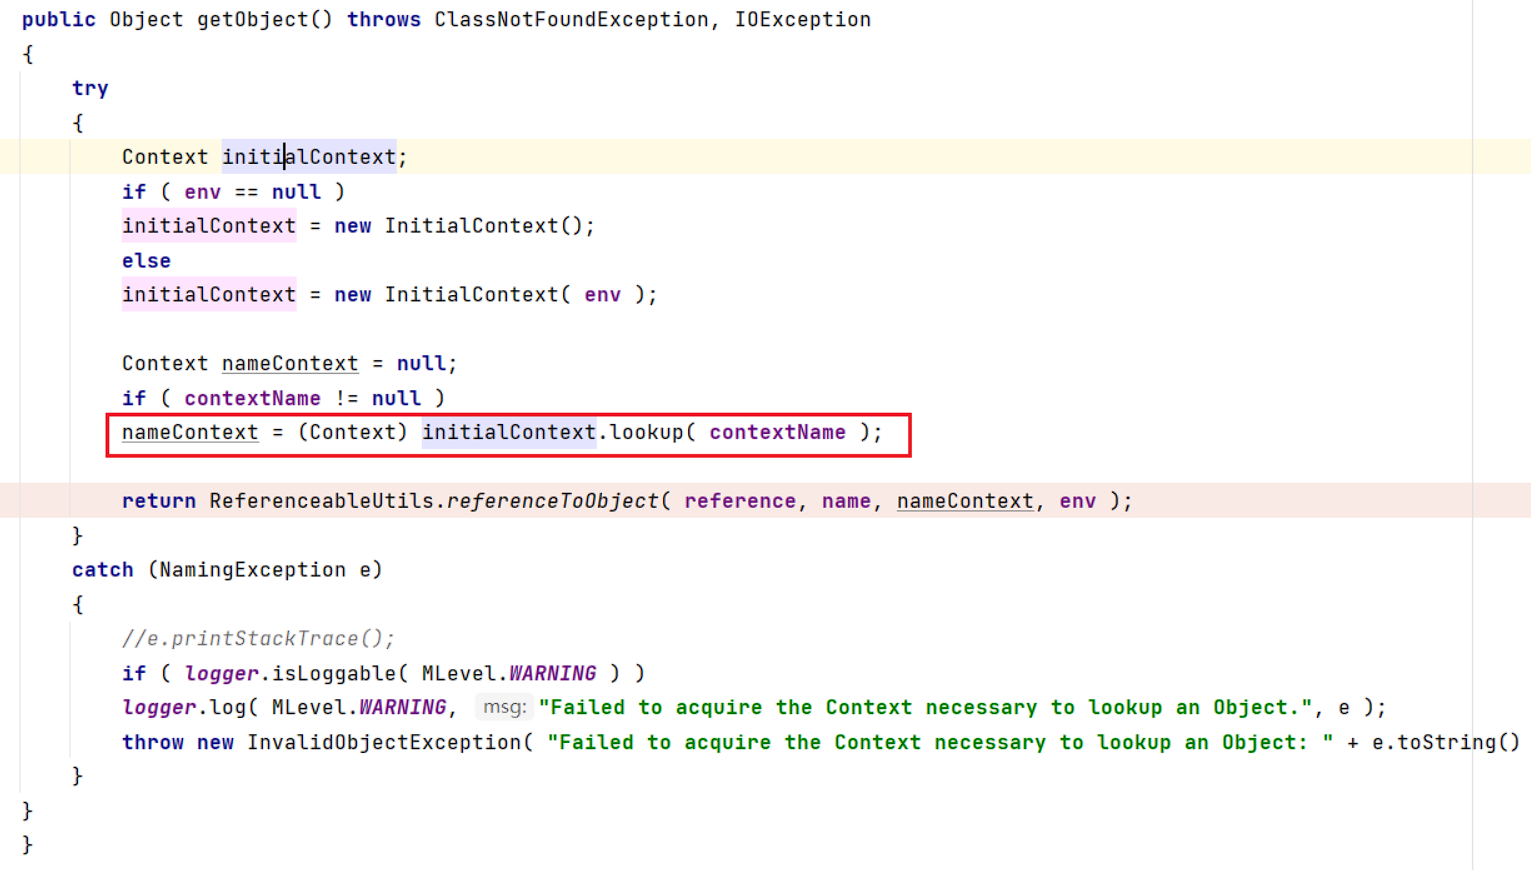 public Object getObject() throws ClassNotFoundException, IOException
{
try
{
Context initialContext;
if ( env == null )
initialContext = new InitialContext();
else
initialContext = new InitialContext( env );
Context nameContext = null;
if ( contextName != null )
nameContext = (Context) initialContext.lookup( contextName );
return ReferenceableUtils.referenceToObject( reference, name, nameContext, env );
}
catch (NamingException e)
{
//e.printStackTrace();
if ( logger.isLoggable( MLevel.WARNING ) )
logger.log( MLevel.WARNING, msg: "Failed to acquire the Context necessary to lookup an Object.", e );
throw new InvalidObjectException( "Failed to acquire the Context necessary to lookup an Object: " + e.toString()
}
}
}